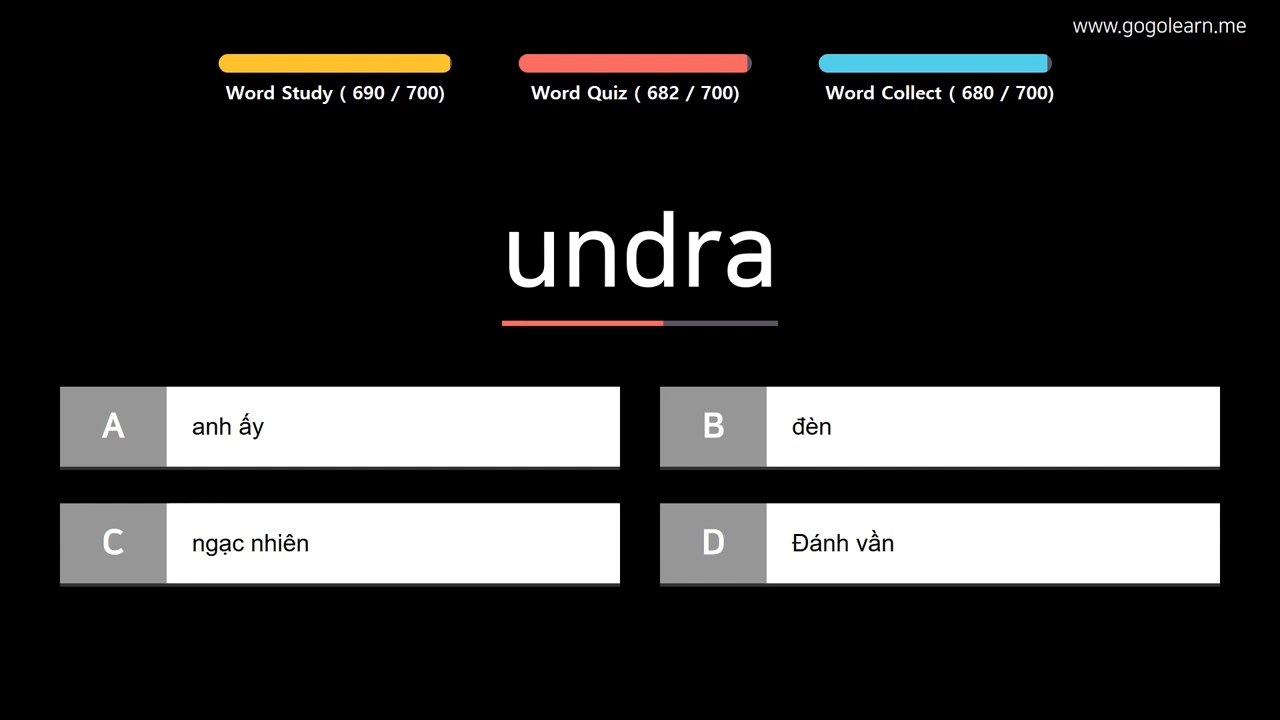 www.gogolearn.me
Word Study ( 690 / 700)
Word Quiz ( 682 / 700)
Word Collect ( 680 / 700)
undra
A
anh ấy
B
đèn
C
ngạc nhiên
D
Đánh vần